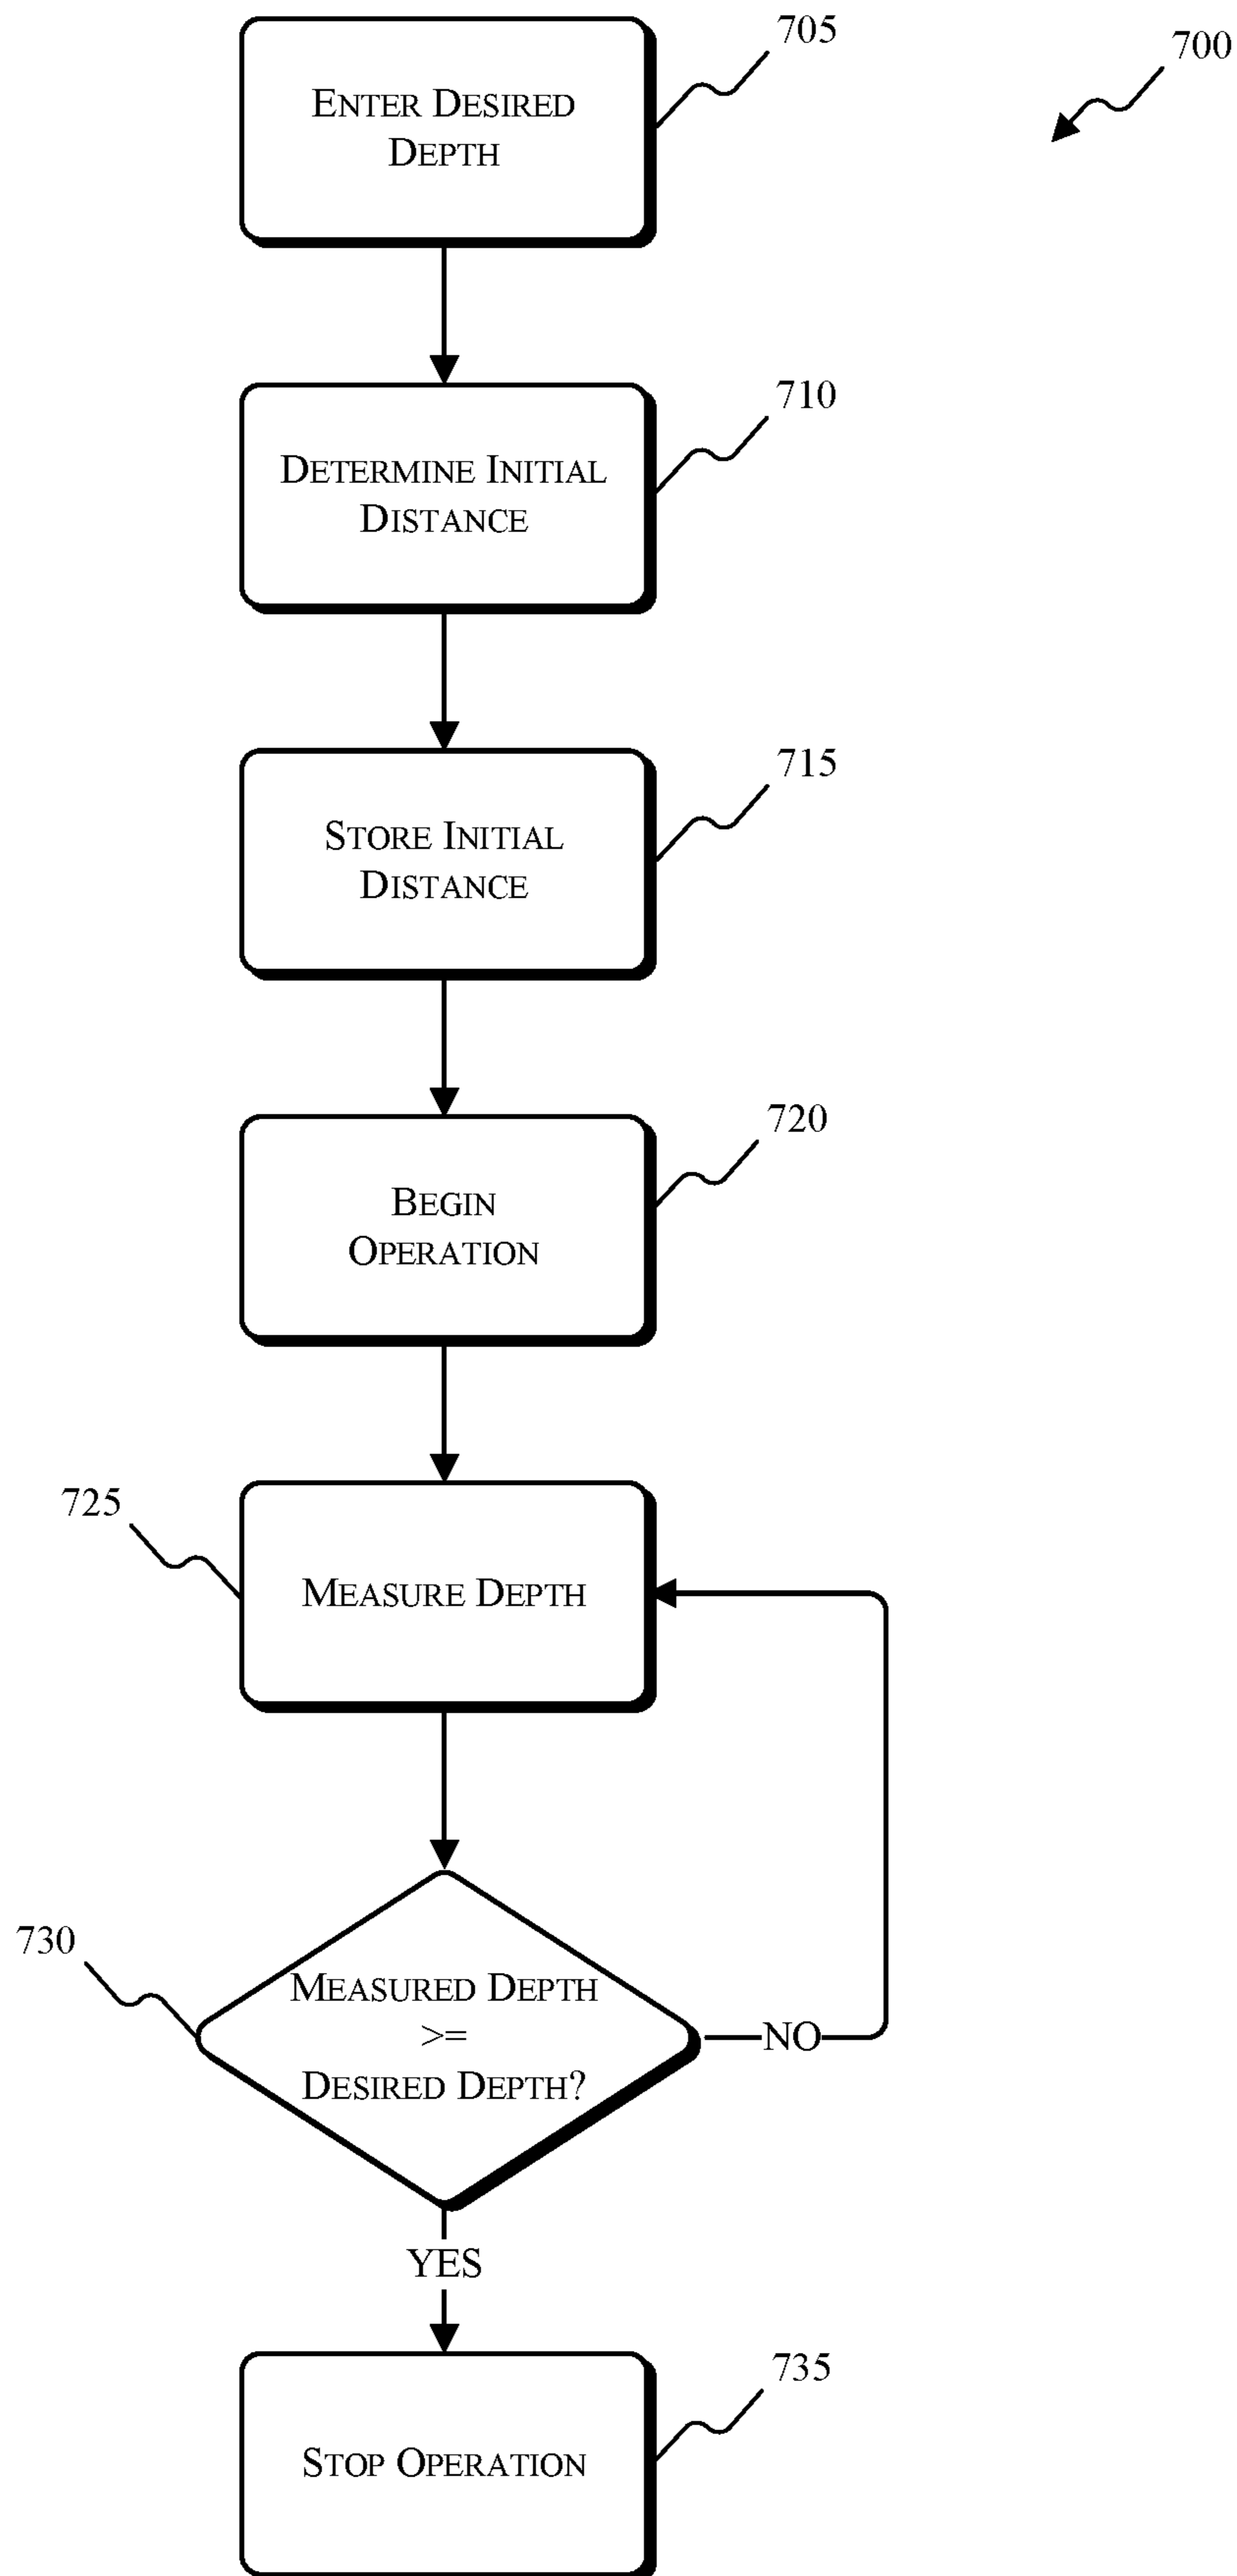 705
700
ENTER DESIRED
DEPTH
710
DETERMINE INITIAL
DISTANCE
715
STORE INITIAL
DISTANCE
720
BEGIN
OPERATION
725
MEASURE DEPTH
730
MEASURED DEPTH
>=
DESIRED DEPTH?
NO
YES
735
STOP OPERATION